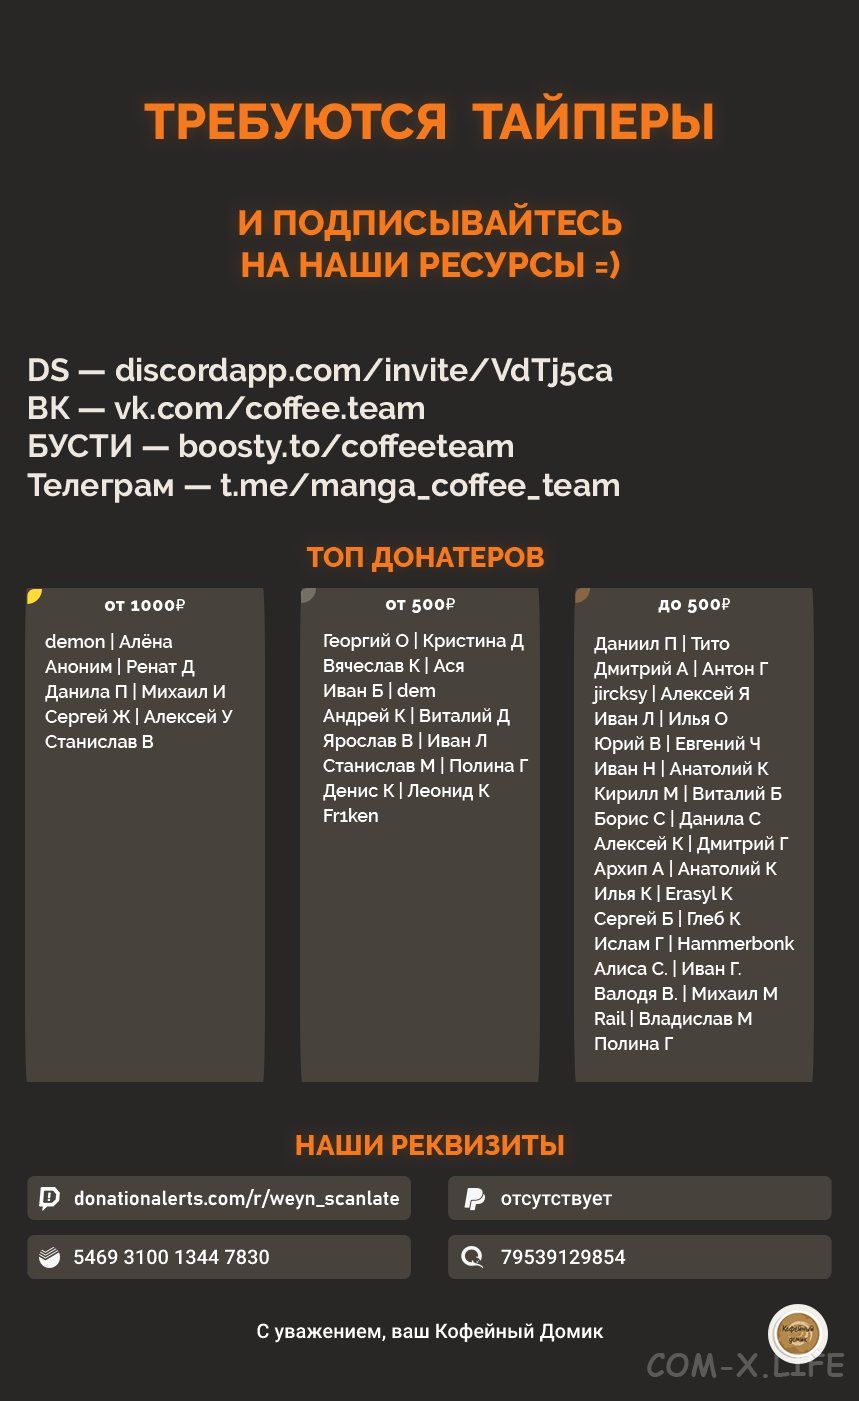 ТРЕБУЮТСЯ ТАЙПЕРЫ
И ПОДПИСЫВАЙТЕСЬ
НА НАШИ РЕСУРСЫ =)
DS — discordapp.com/invite/VdTj5ca
ВК — vk.com/coffee.team
БУСТИ — boosty.to/coffeeteam
Телеграм — t.me/manga_coffee_team
ТОП ДОНАТЕРОВ
от 1000₽
demon | Алёна
Аноним | Ренат Д
Данила П | Михаил И
Сергей Ж | Алексей У
Станислав В
от 500₽
Георгий О | Кристина Д
Вячеслав К | Ася
Иван Б | dem
Андрей К | Виталий Д
Ярослав В | Иван Л
Станислав М | Полина Г
Денис К | Леонид К
Fr1ken
до 500₽
Даниил П | Тито
Дмитрий А | Антон Г
jircksy | Алексей Я
Иван Л | Илья О
Юрий В | Евгений Ч
Иван Н | Анатолий К
Кирилл М | Виталий Б
Борис С | Данила С
Алексей К | Дмитрий Г
Архип А | Анатолий К
Илья К | Erasyl K
Сергей Б | Глеб К
Ислам Г | Hammerbonk
Алиса С. | Иван Г.
Валодя В. | Михаил М
Rail | Владислав М
Полина Г
НАШИ РЕКВИЗИТЫ
donationalerts.com/r/weyn_scanlate
отсутствует
5469 3100 1344 7830
79539129854
С уважением, ваш Кофейный Домик
Кофейный
домик
COM-X.LIFE